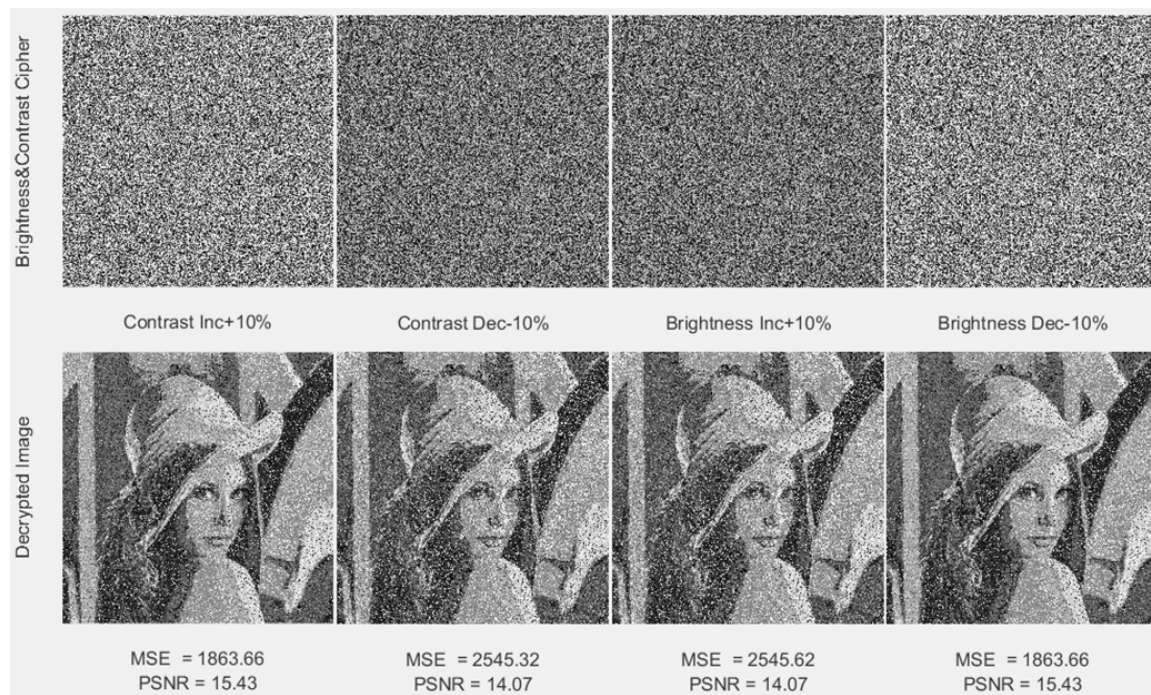 Brightness&Contrast Cipher
Contrast Inc+10%
Contrast Dec-10%
Brightness Inc+10%
Brightness Dec-10%
Decrypted Image
MSE = 1863.66
PSNR = 15.43
MSE = 2545.32
PSNR = 14.07
MSE = 2545.62
PSNR = 14.07
MSE = 1863.66
PSNR = 15.43